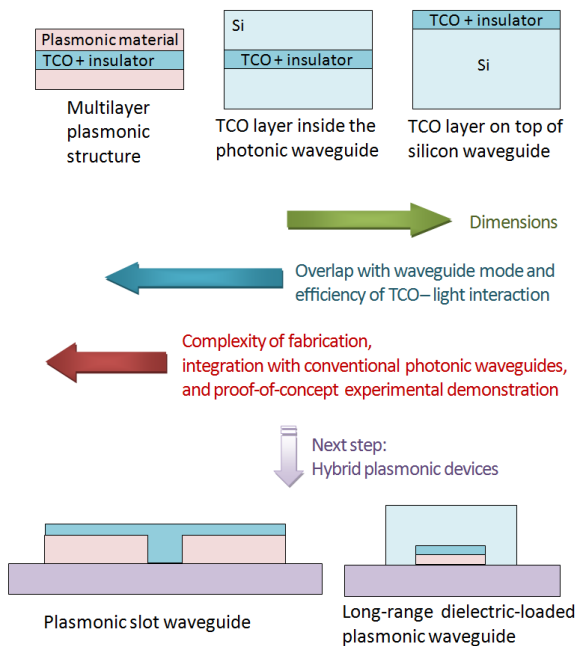 Plasmonic material
TCO + insulator
Multilayer
plasmonic
structure
Si
TCO + insulator
TCO layer inside the
photonic waveguide
TCO + insulator
Si
TCO layer on top of
silicon waveguide
Dimensions
Overlap with waveguide mode and
efficiency of TCO– light interaction
Complexity of fabrication,
integration with conventional photonic waveguides,
and proof-of-concept experimental demonstration
Next step:
Hybrid plasmonic devices
Plasmonic slot waveguide
Long-range dielectric-loaded
plasmonic waveguide